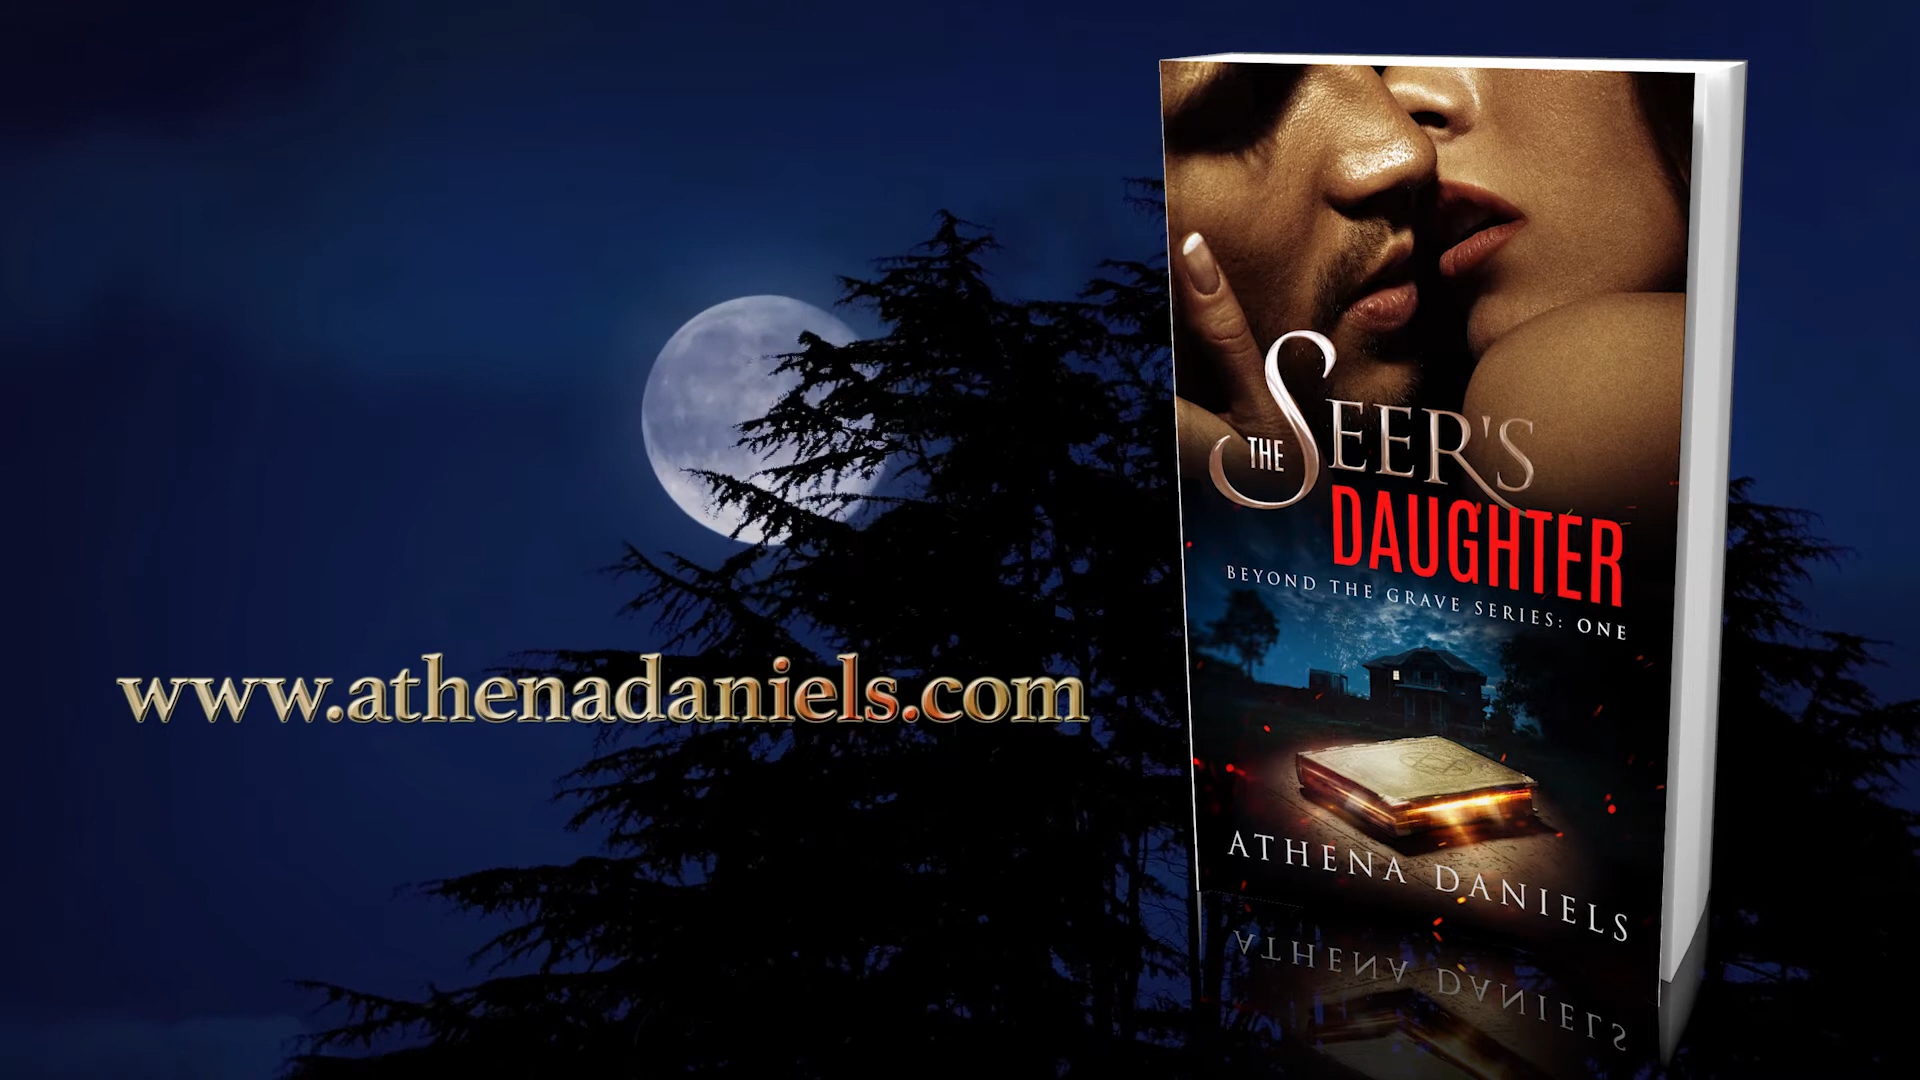 www.athenadaniels.com
THE SEER'S
DAUGHTER
BEYOND THE GRAVE SERIES: ONE
ATHENA DANIELS
ATHENA DANIELS